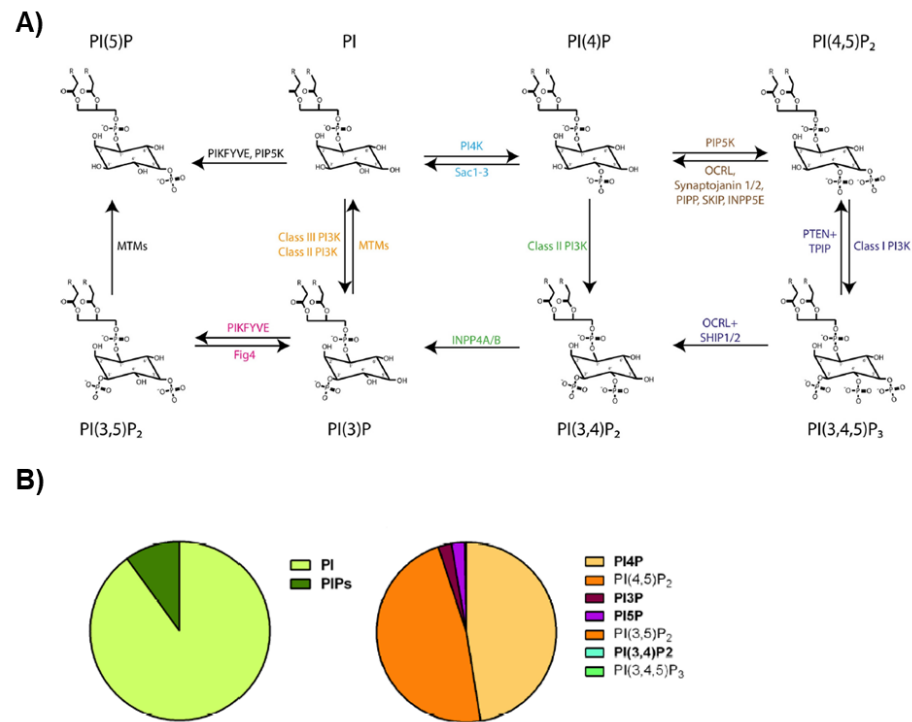 A)
PI(5)P
PI
PI(4)P
PI(4,5)P₂
PIKFYVE, PIP5K
PI4K
Sac1-3
PIP5K
OCRL,
Synaptojanin 1/2,
PIPP, SKIP, INPP5E
MTMs
Class III PI3K
Class II PI3K
MTMs
Class II PI3K
PTEN+
TPIP
Class I PI3K
PIKFYVE
Fig4
INPP4A/B
OCRL+
SHIP1/2
PI(3,5)P₂
PI(3)P
PI(3,4)P₂
PI(3,4,5)P₃
B)
PI
PIPs
PI4P
PI(4,5)P₂
PI3P
PI5P
PI(3,5)P₂
PI(3,4)P2
PI(3,4,5)P₃